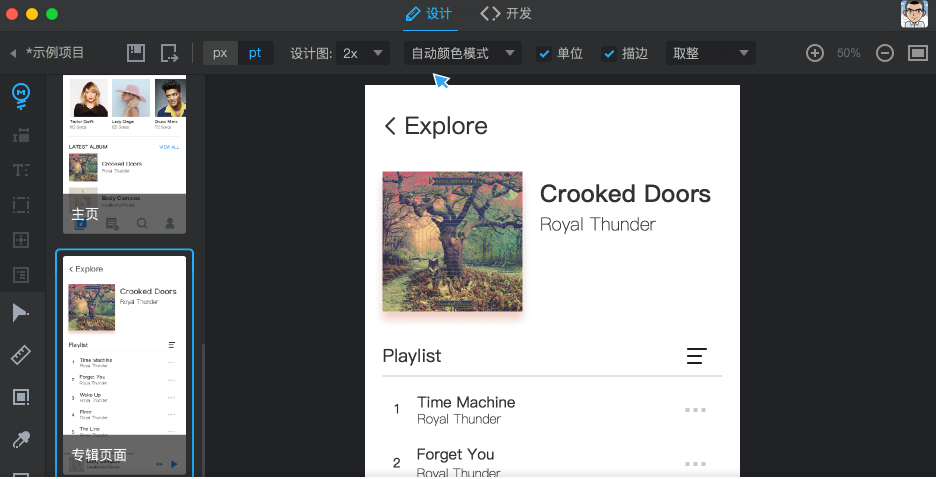 设计
开发
*示例项目
px
pt
设计图:
2x
自动颜色模式
单位
描边
取整
50%
Taylor Swift
Lady Gaga
Bruno Mars
LATEST ALBUM
VIEW ALL
Crooked Doors
Royal Thunder
主页
Explore
Crooked Doors
Royal Thunder
Playlist
1
Time Machine
Royal Thunder
2
Forget You
Royal Thunder
3
Wake Up
Royal Thunder
4
Floor
Royal Thunder
5
The Line
专辑页面
Explore
Crooked Doors
Royal Thunder
Playlist
1
Time Machine
Royal Thunder
2
Forget You
Royal Thunder